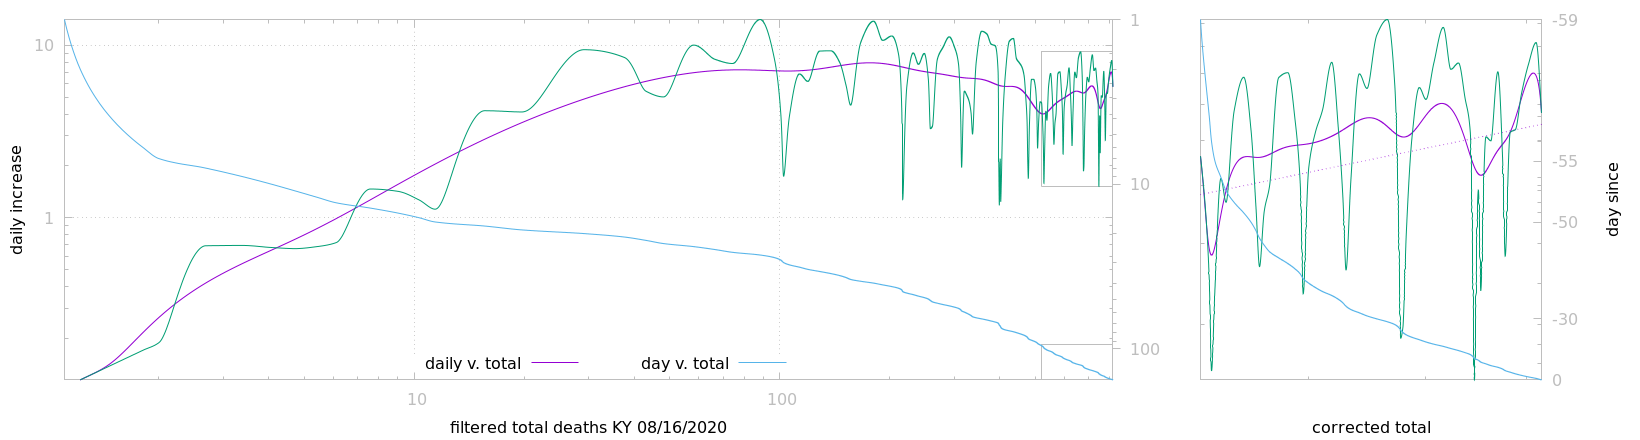 daily increase
10
1
daily v. total
day v. total
10
100
filtered total deaths KY 08/16/2020
1
10
100
-59
-55
-50
-30
0
day since
corrected total